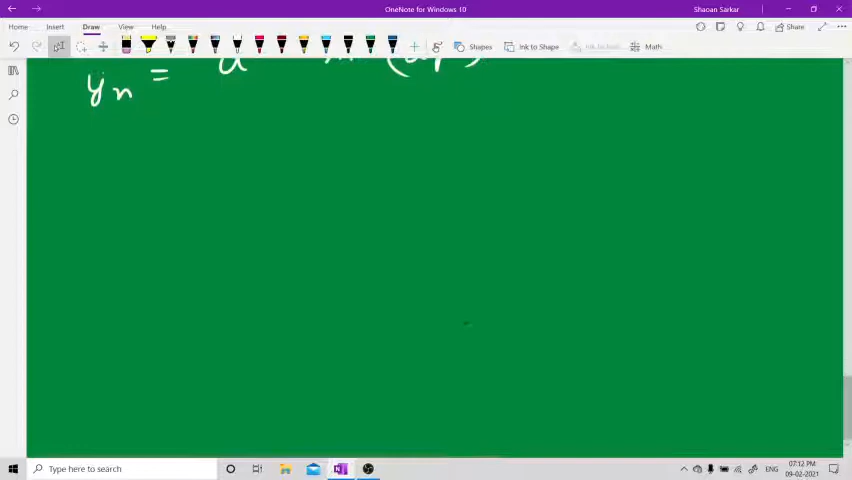 OneNote for Windows 10
Shaoan Sarkar
Home Insert Draw View Help
Share
Shapes Ink to Shape Ink to Text Math
yn =
Type here to search
ENG
07:12 PM
09-02-2021